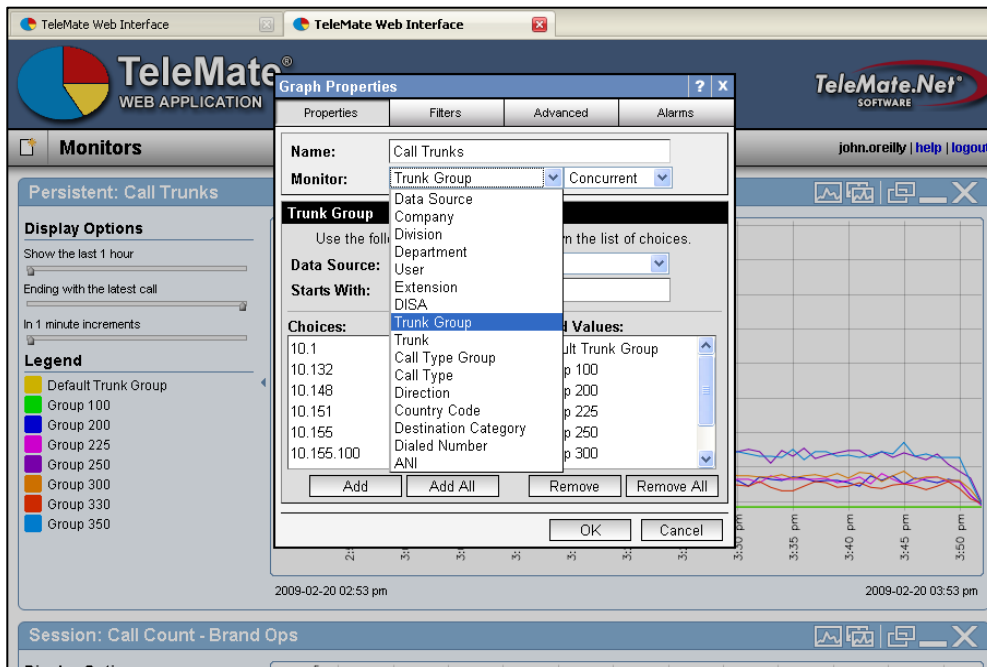 TeleMate Web Interface
TeleMate Web Interface
TeleMate®
WEB APPLICATION
TeleMate.Net
SOFTWARE
Monitors
john.oreilly | help | logout
Graph Properties
? X
Properties Filters Advanced Alarms
Name: Call Trunks
Monitor: Trunk Group Concurrent
Data Source
Company
Division
Department
User
Extension
DISA
Trunk Group
Trunk
Call Type Group
Call Type
Direction
Country Code
Destination Category
Dialed Number
ANI
Trunk Group
Use the foll
n the list of choices.
Data Source:
Starts With:
Choices:
d Values:
10.1
10.132
10.148
10.151
10.155
10.155.100
ult Trunk Group
p 100
p 200
p 225
p 250
p 300
Add Add All Remove Remove All
OK Cancel
Persistent: Call Trunks
Display Options
Show the last 1 hour
Ending with the latest call
In 1 minute increments
Legend
Default Trunk Group
Group 100
Group 200
Group 225
Group 250
Group 300
Group 330
Group 350
3:35 pm
3:40 pm
3:45 pm
3:50 pm
2009-02-20 02:53 pm
2009-02-20 03:53 pm
Session: Call Count - Brand Ops